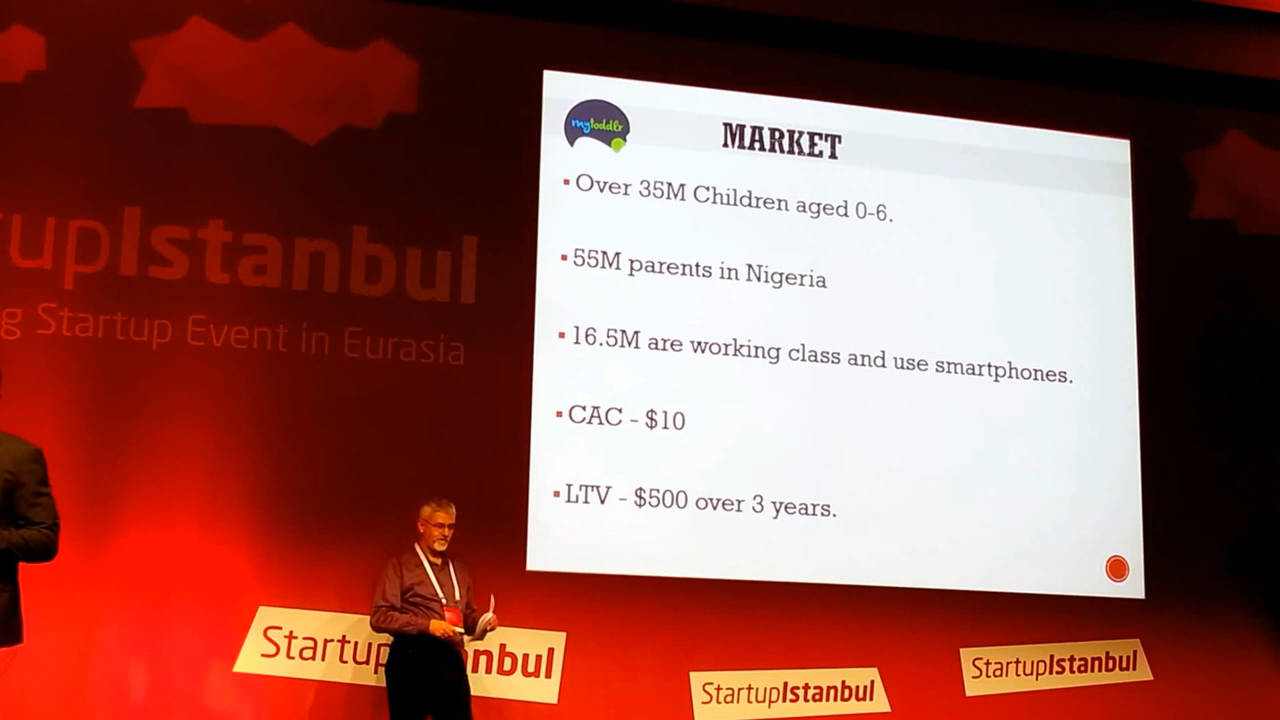 mytoddlr
MARKET
Over 35M Children aged 0-6.
55M parents in Nigeria
16.5M are working class and use smartphones.
CAC - $10
LTV - $500 over 3 years.
upIstanbul
g Startup Event in Eurasia
Startup nbul
StartupIstanbul
StartupIstanbul